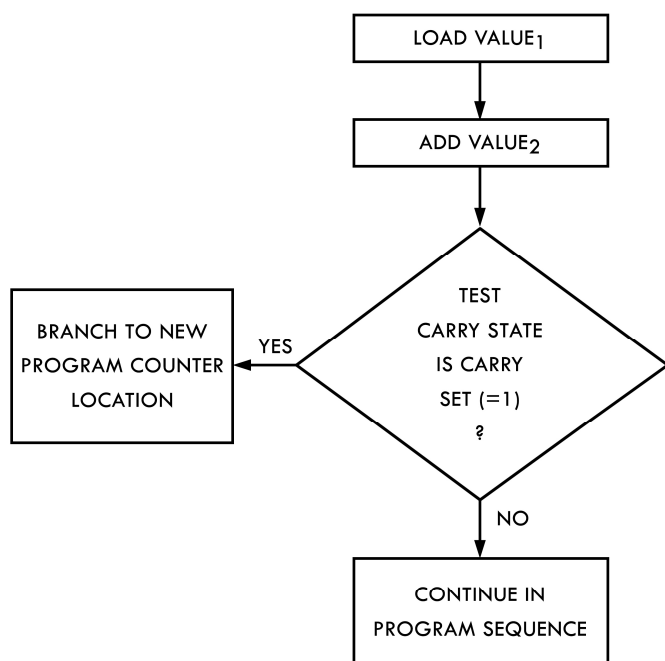 LOAD VALUE1
ADD VALUE2
TEST
CARRY STATE
IS CARRY
SET (=1)
?
YES
BRANCH TO NEW
PROGRAM COUNTER
LOCATION
NO
CONTINUE IN
PROGRAM SEQUENCE